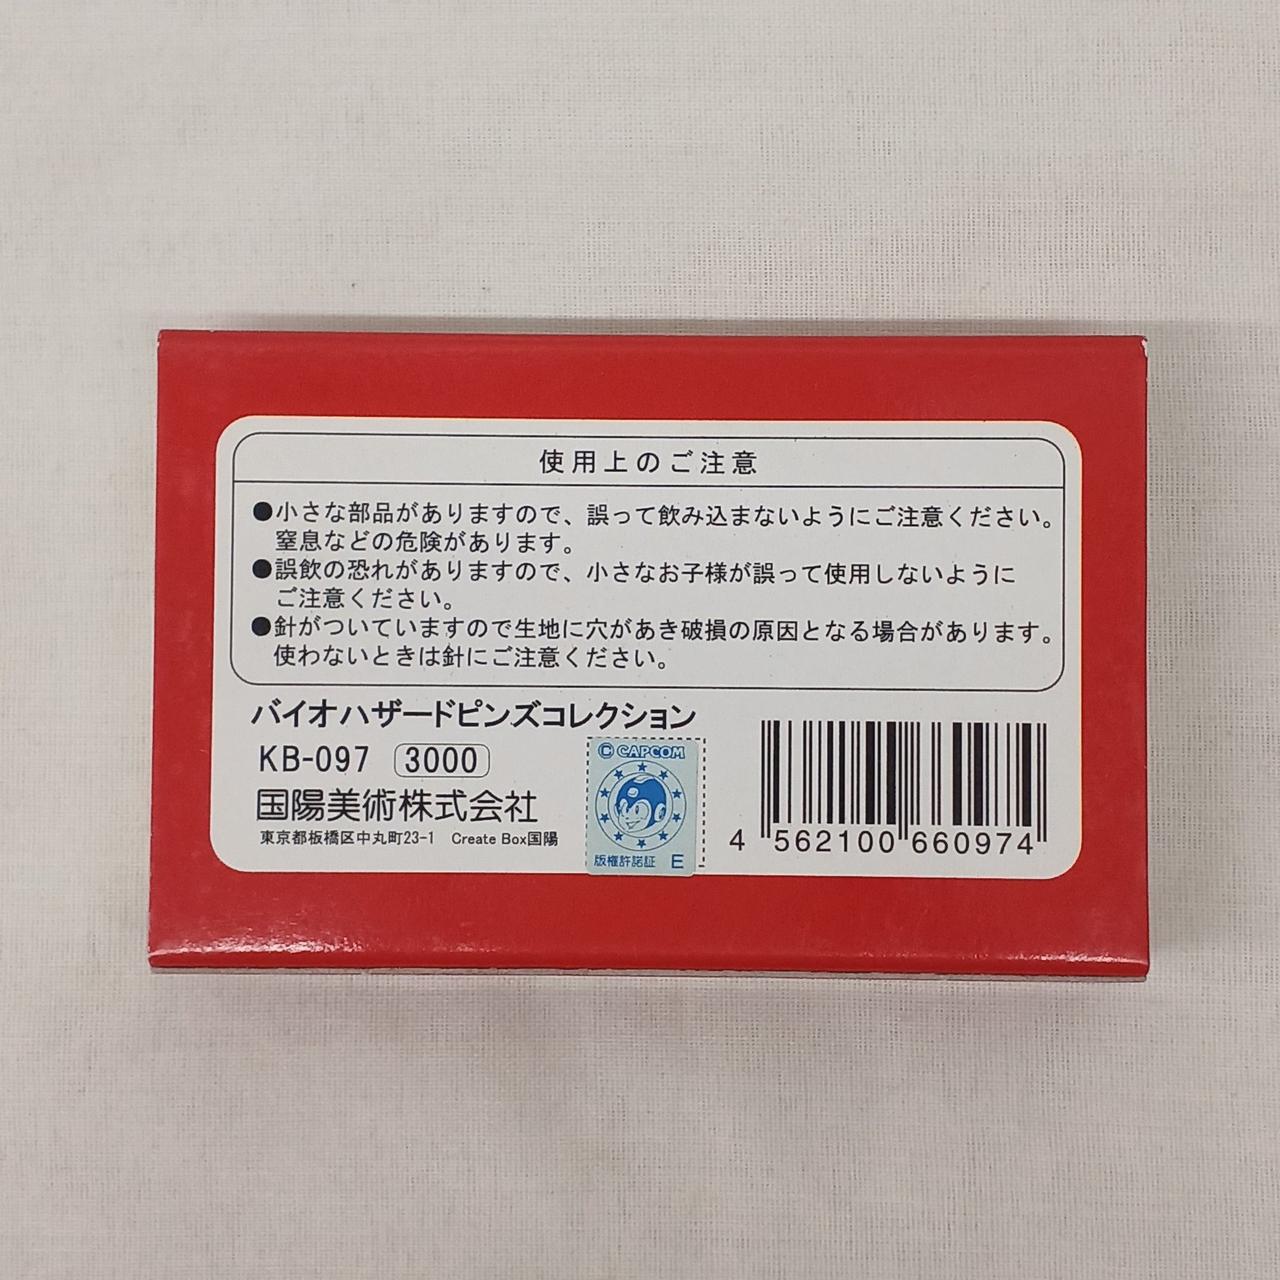 使用上のご注意
●小さな部品がありますので、誤って飲み込まないようにご注意ください。
窒息などの危険があります。
●誤飲の恐れがありますので、小さなお子様が誤って使用しないように
ご注意ください。
●針がついていますので生地に穴があき破損の原因となる場合があります。
使わないときは針にご注意ください。
バイオハザードピンズコレクション
KB-097 3000
国陽美術株式会社
東京都板橋区中丸町23-1 Create Box国陽
©CAPCOM
版権許諾証 E
4 562100 660974